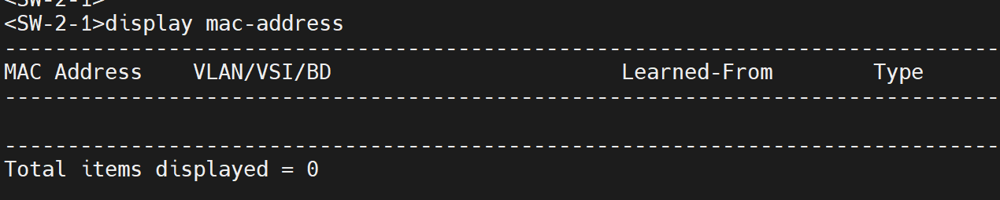 <SW-2-1>
<SW-2-1>display mac-address
-------------------------------------------------------------------------------
MAC Address    VLAN/VSI/BD                       Learned-From        Type
-------------------------------------------------------------------------------
-------------------------------------------------------------------------------
Total items displayed = 0